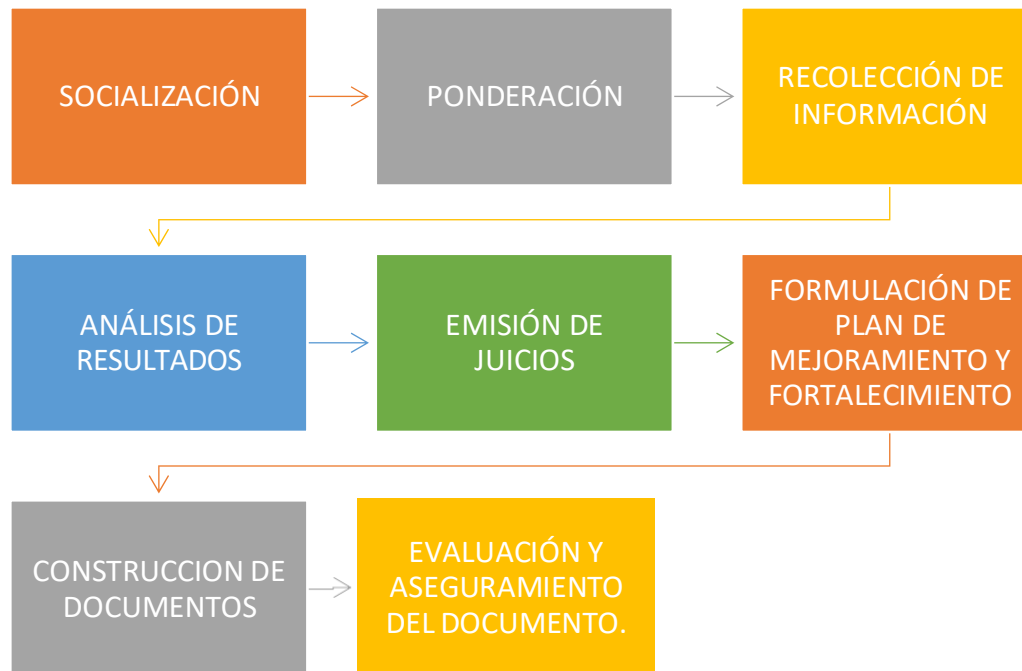 SOCIALIZACIÓN
PONDERACIÓN
RECOLECCIÓN DE
INFORMACIÓN
ANÁLISIS DE
RESULTADOS
EMISIÓN DE
JUICIOS
FORMULACIÓN DE
PLAN DE
MEJORAMIENTO Y
FORTALECIMIENTO
CONSTRUCCION DE
DOCUMENTOS
EVALUACIÓN Y
ASEGURAMIENTO
DEL DOCUMENTO.